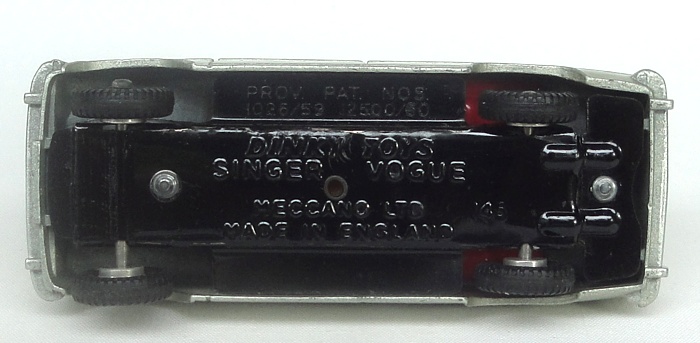 PROV. PAT. NOS
1036/59 12500/60
DINKY TOYS
SINGER VOGUE
MECCANO LTD 145
MADE IN ENGLAND